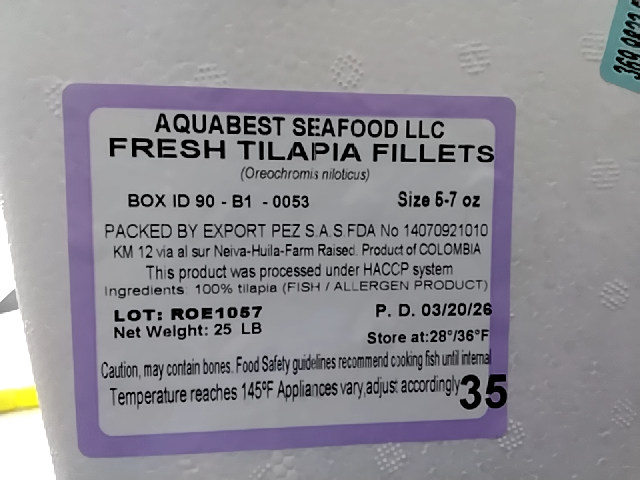 AQUABEST SEAFOOD LLC
FRESH TILAPIA FILLETS
(Oreochromis niloticus)
BOX ID 90 - B1 - 0053 Size 5-7 oz
PACKED BY EXPORT PEZ S.A.S.FDA No 14070921010
KM 12 via al sur Neiva-Huila-Farm Raised. Product of COLOMBIA
This product was processed under HACCP system
Ingredients: 100% tilapia (FISH / ALLERGEN PRODUCT)
LOT: ROE1057 P. D. 03/20/26
Net Weight: 25 LB Store at:28°/36°F
Caution, may contain bones. Food Safety guidelines recommend cooking fish until internal
Temperature reaches 145°F Appliances vary,adjust accordingly 35